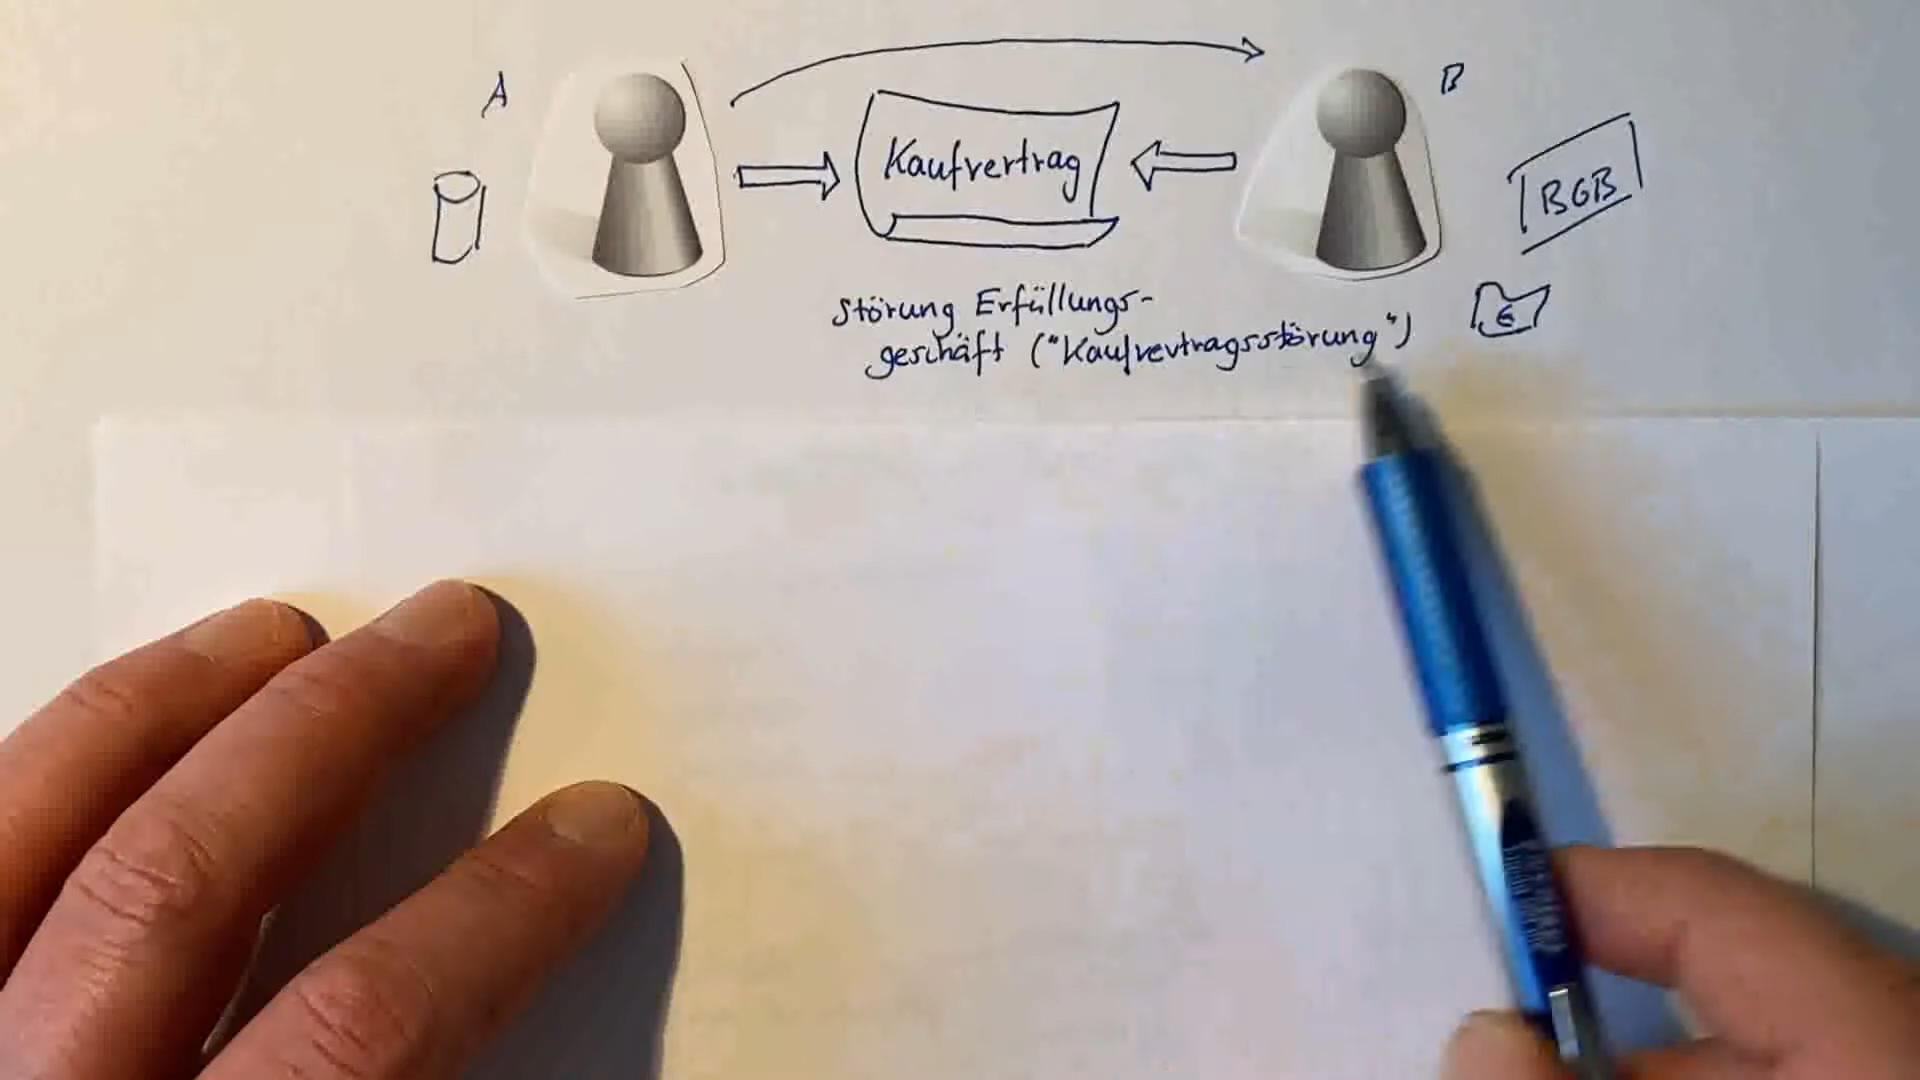 A
B
Kaufvertrag
BGB
Störung Erfüllungs-
geschäft ("Kaufvertragsstörung")
€